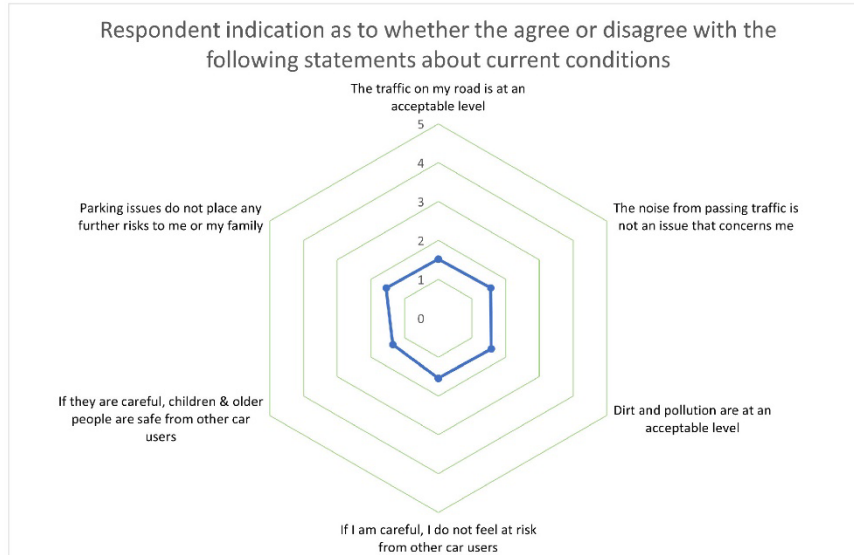 Respondent indication as to whether the agree or disagree with the
following statements about current conditions
The traffic on my road is at an
acceptable level
5
4
3
2
1
0
The noise from passing traffic is
not an issue that concerns me
Dirt and pollution are at an
acceptable level
If I am careful, I do not feel at risk
from other car users
If they are careful, children & older
people are safe from other car
users
Parking issues do not place any
further risks to me or my family